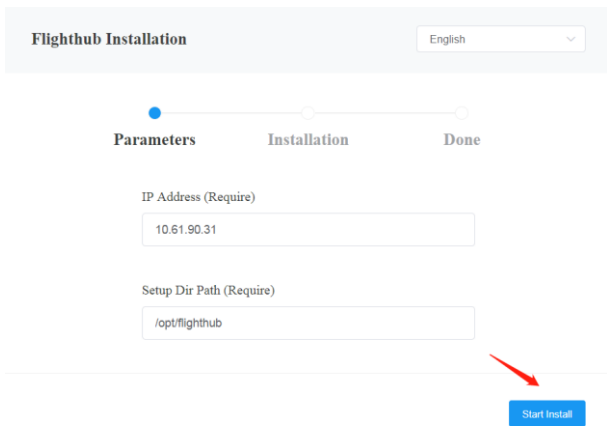 Flighthub Installation
English
Parameters
Installation
Done
IP Address (Require)
10.61.90.31
Setup Dir Path (Require)
/opt/flighthub
Start Install